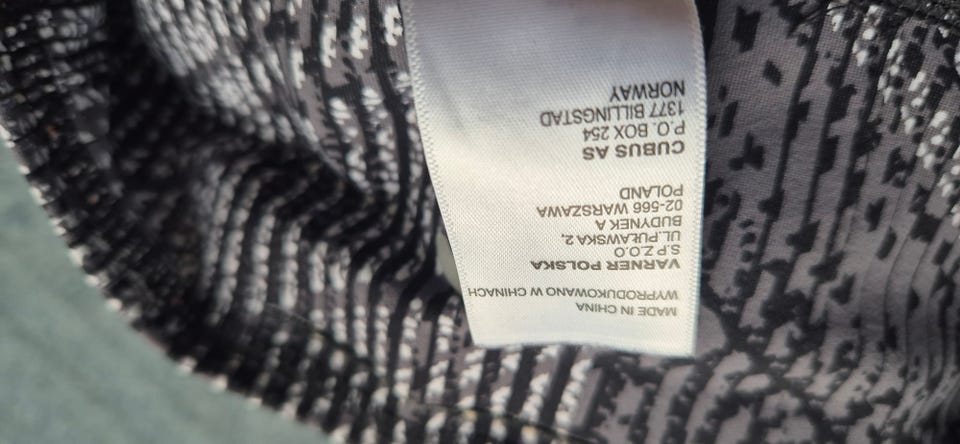 MADE IN CHINA
WYPRODUKOWANO W CHINACH
VARNER POLSKA
S.P Z.O.O
UL.PUŁAWSKA 2,
BUDYNEK A
02-566 WARSZAWA
POLAND
CUBUS AS
P.O. BOX 254
1377 BILLINGSTAD
NORWAY